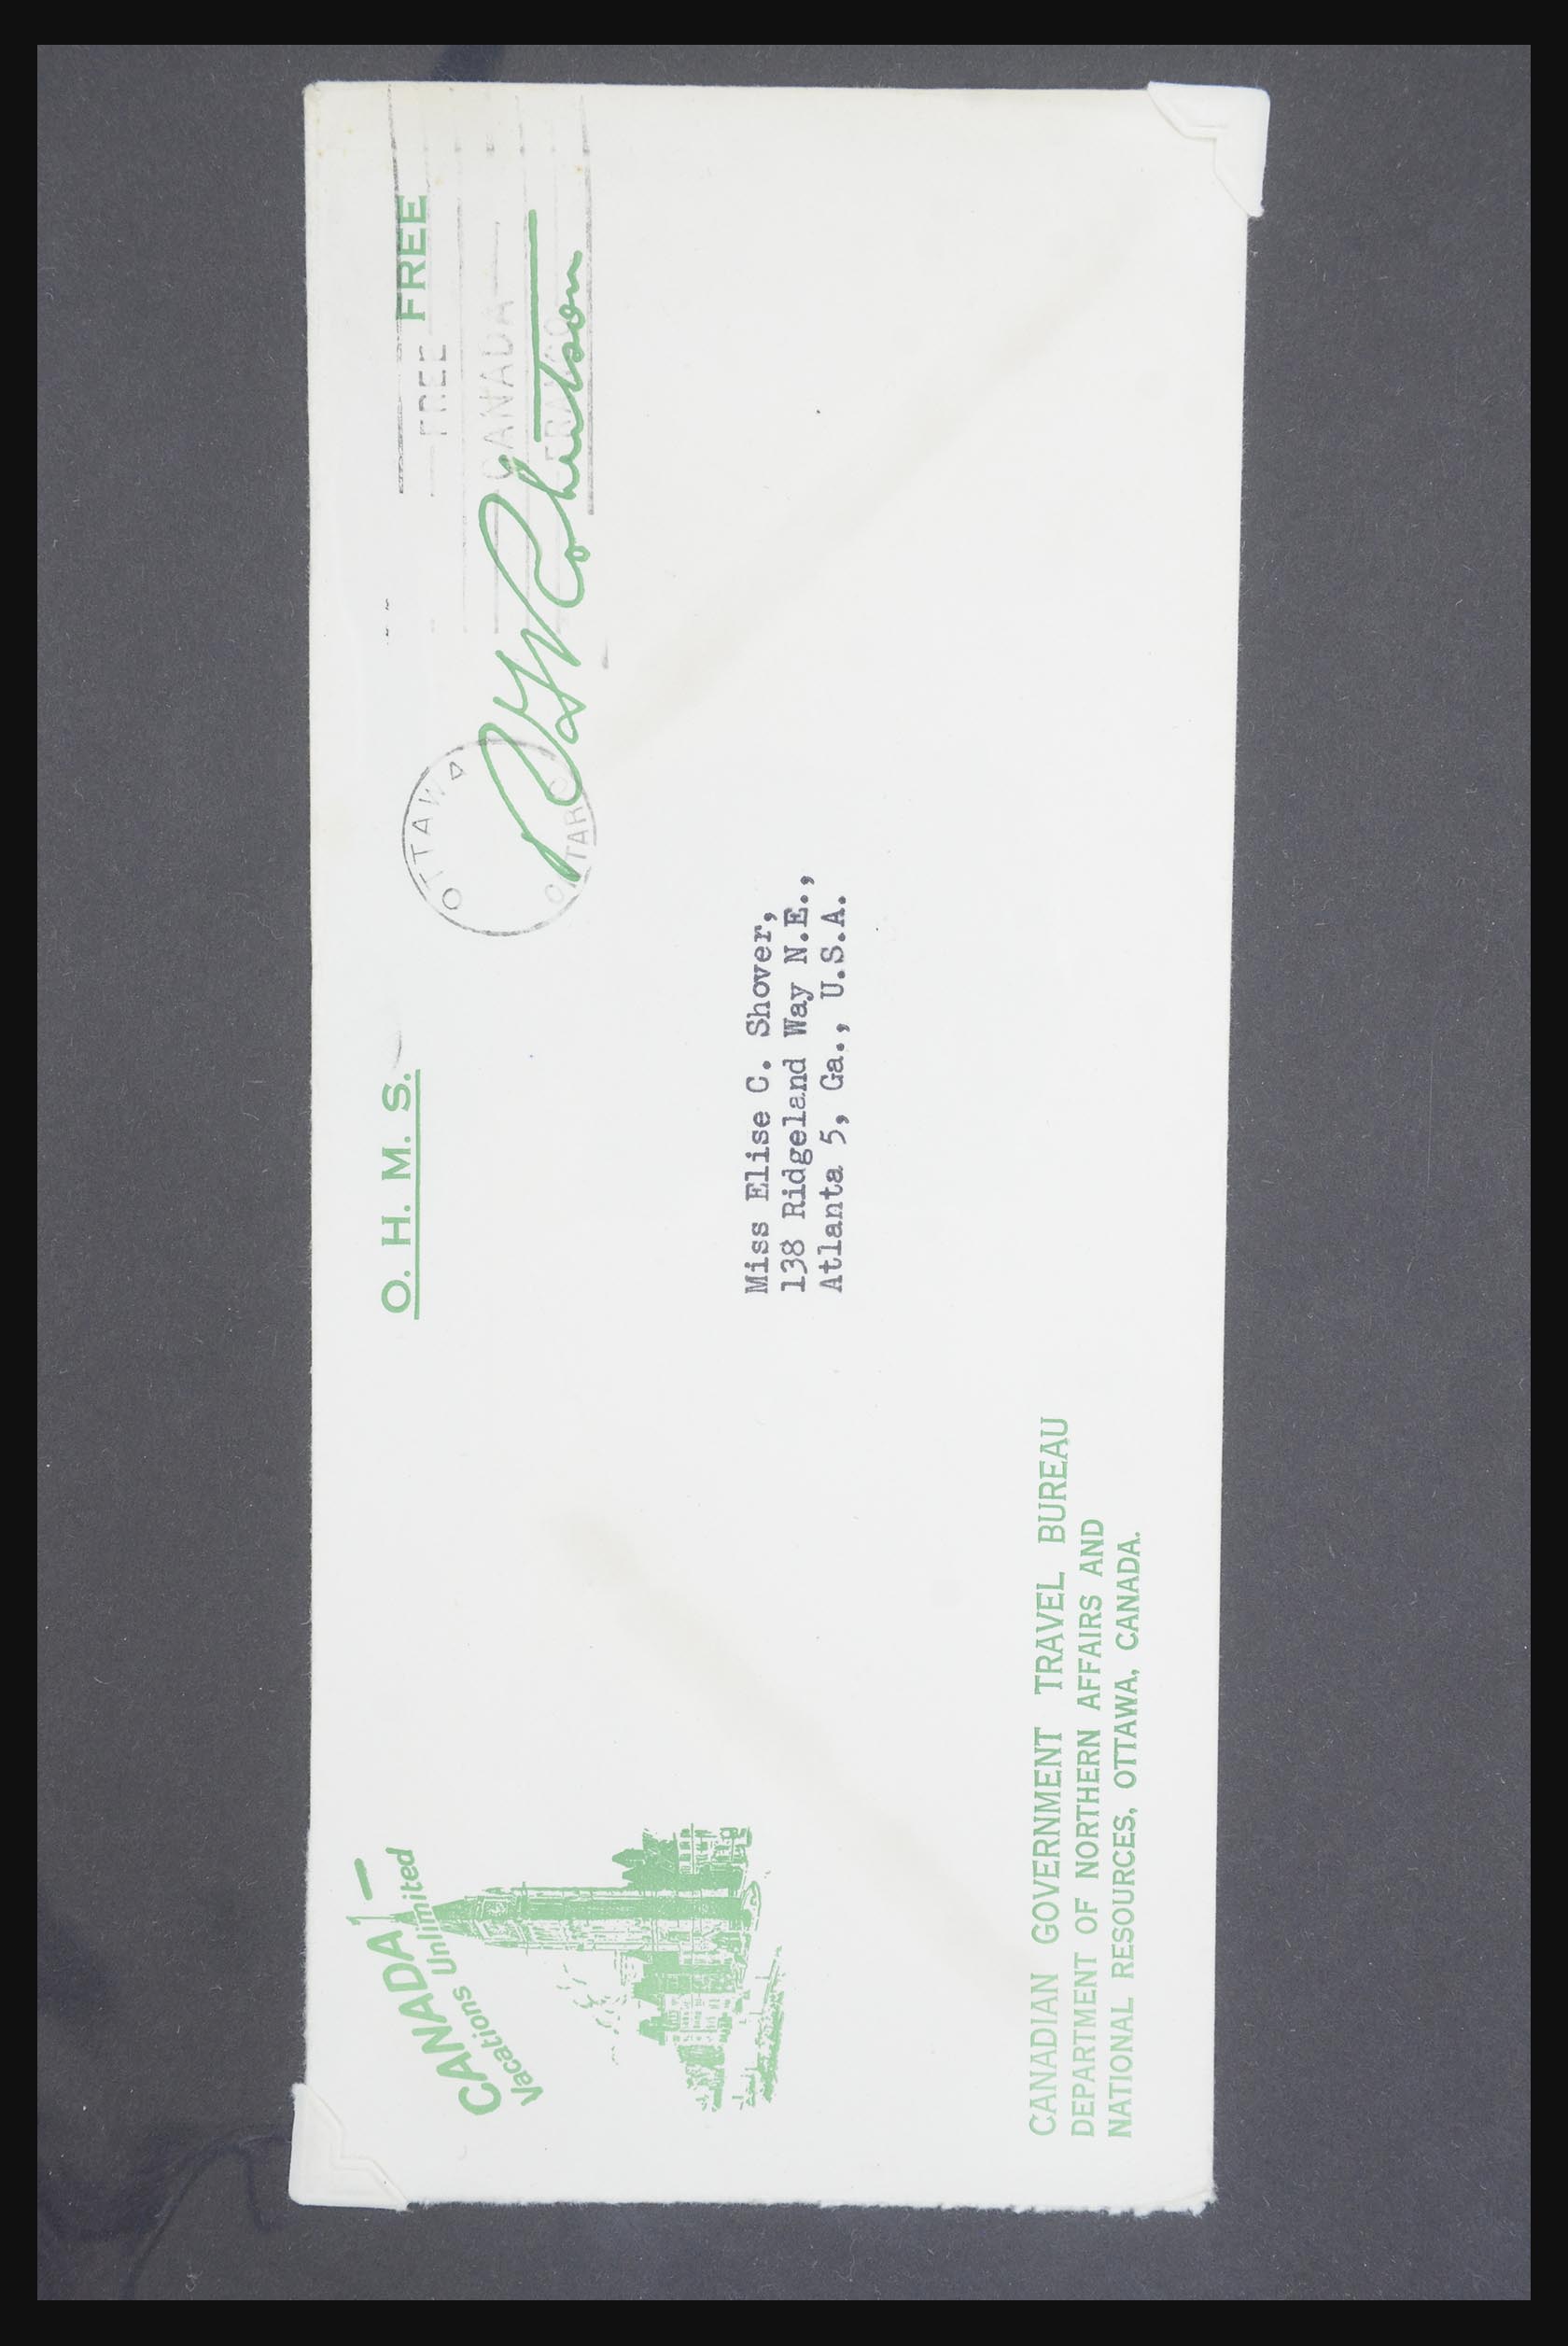 CANADA—
Vacations Unlimited
O. H. M. S.
FREE
FREE
CANADA
FRANCO
OTTAWA
ONTARIO
Miss Elise C. Shover,
138 Ridgeland Way N.E.,
Atlanta 5, Ga., U.S.A.
CANADIAN GOVERNMENT TRAVEL BUREAU
DEPARTMENT OF NORTHERN AFFAIRS AND
NATIONAL RESOURCES, OTTAWA, CANADA.